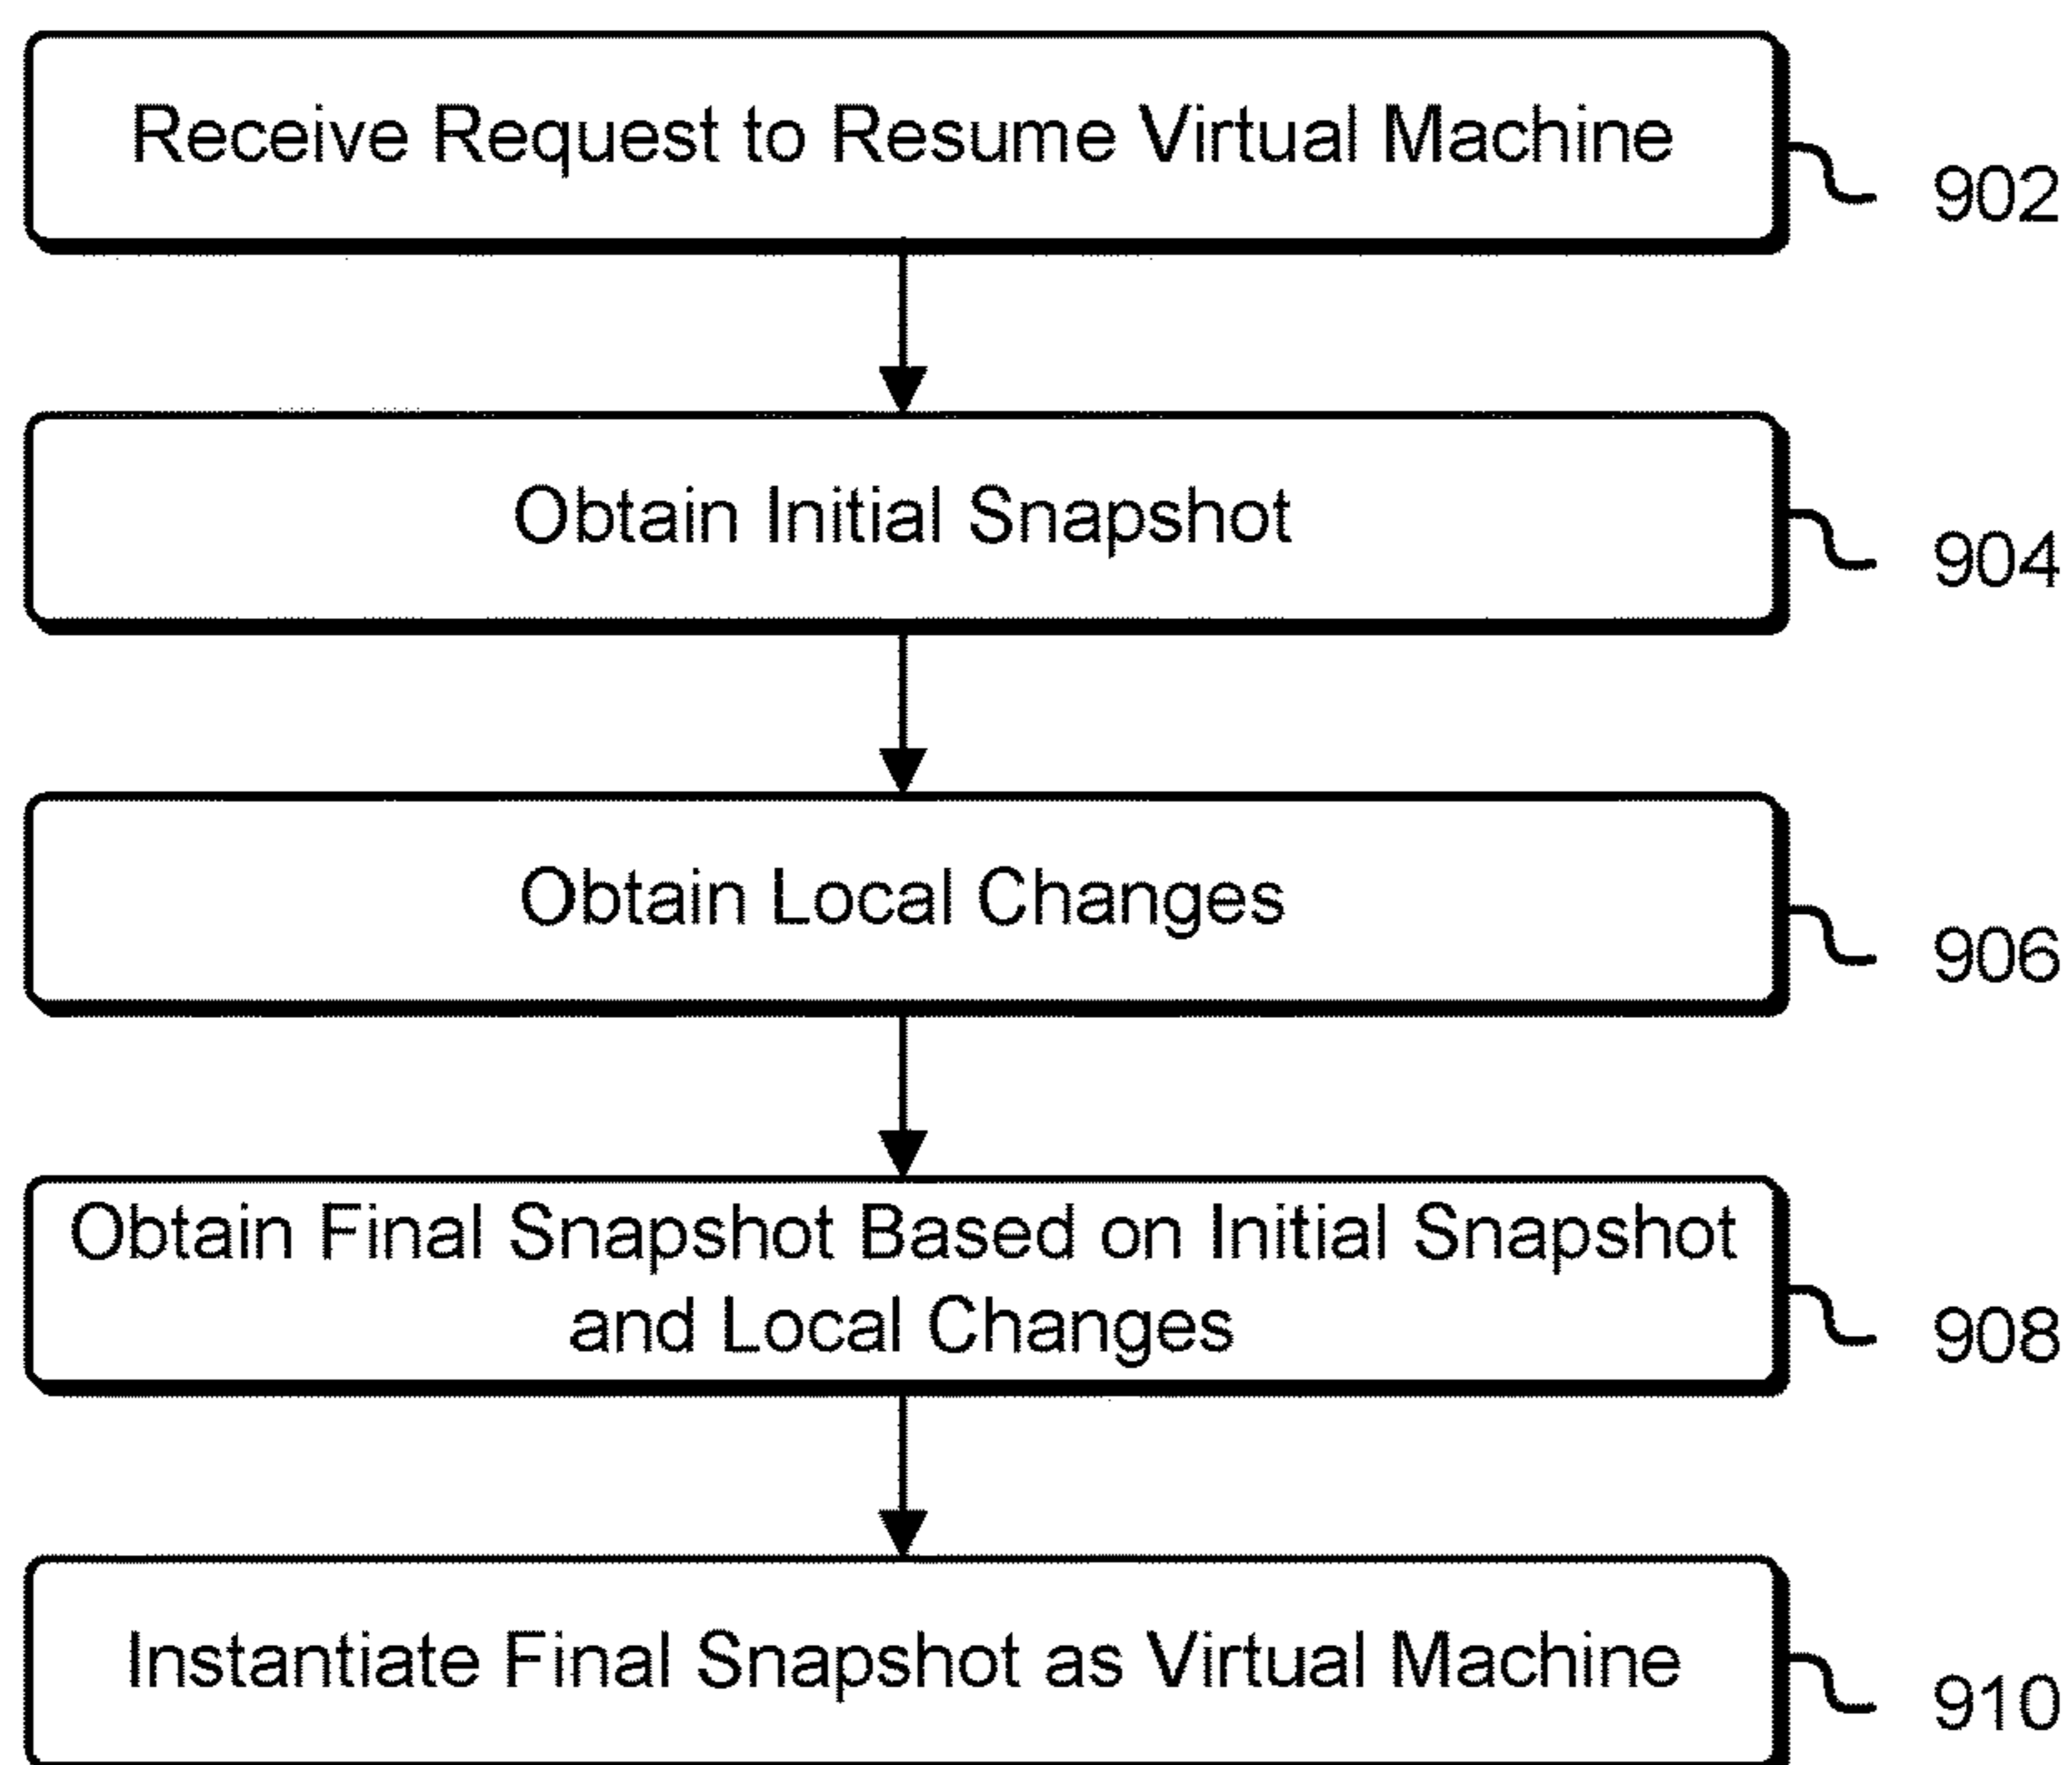 Receive Request to Resume Virtual Machine
902
Obtain Initial Snapshot
904
Obtain Local Changes
906
Obtain Final Snapshot Based on Initial Snapshot
and Local Changes
908
Instantiate Final Snapshot as Virtual Machine
910